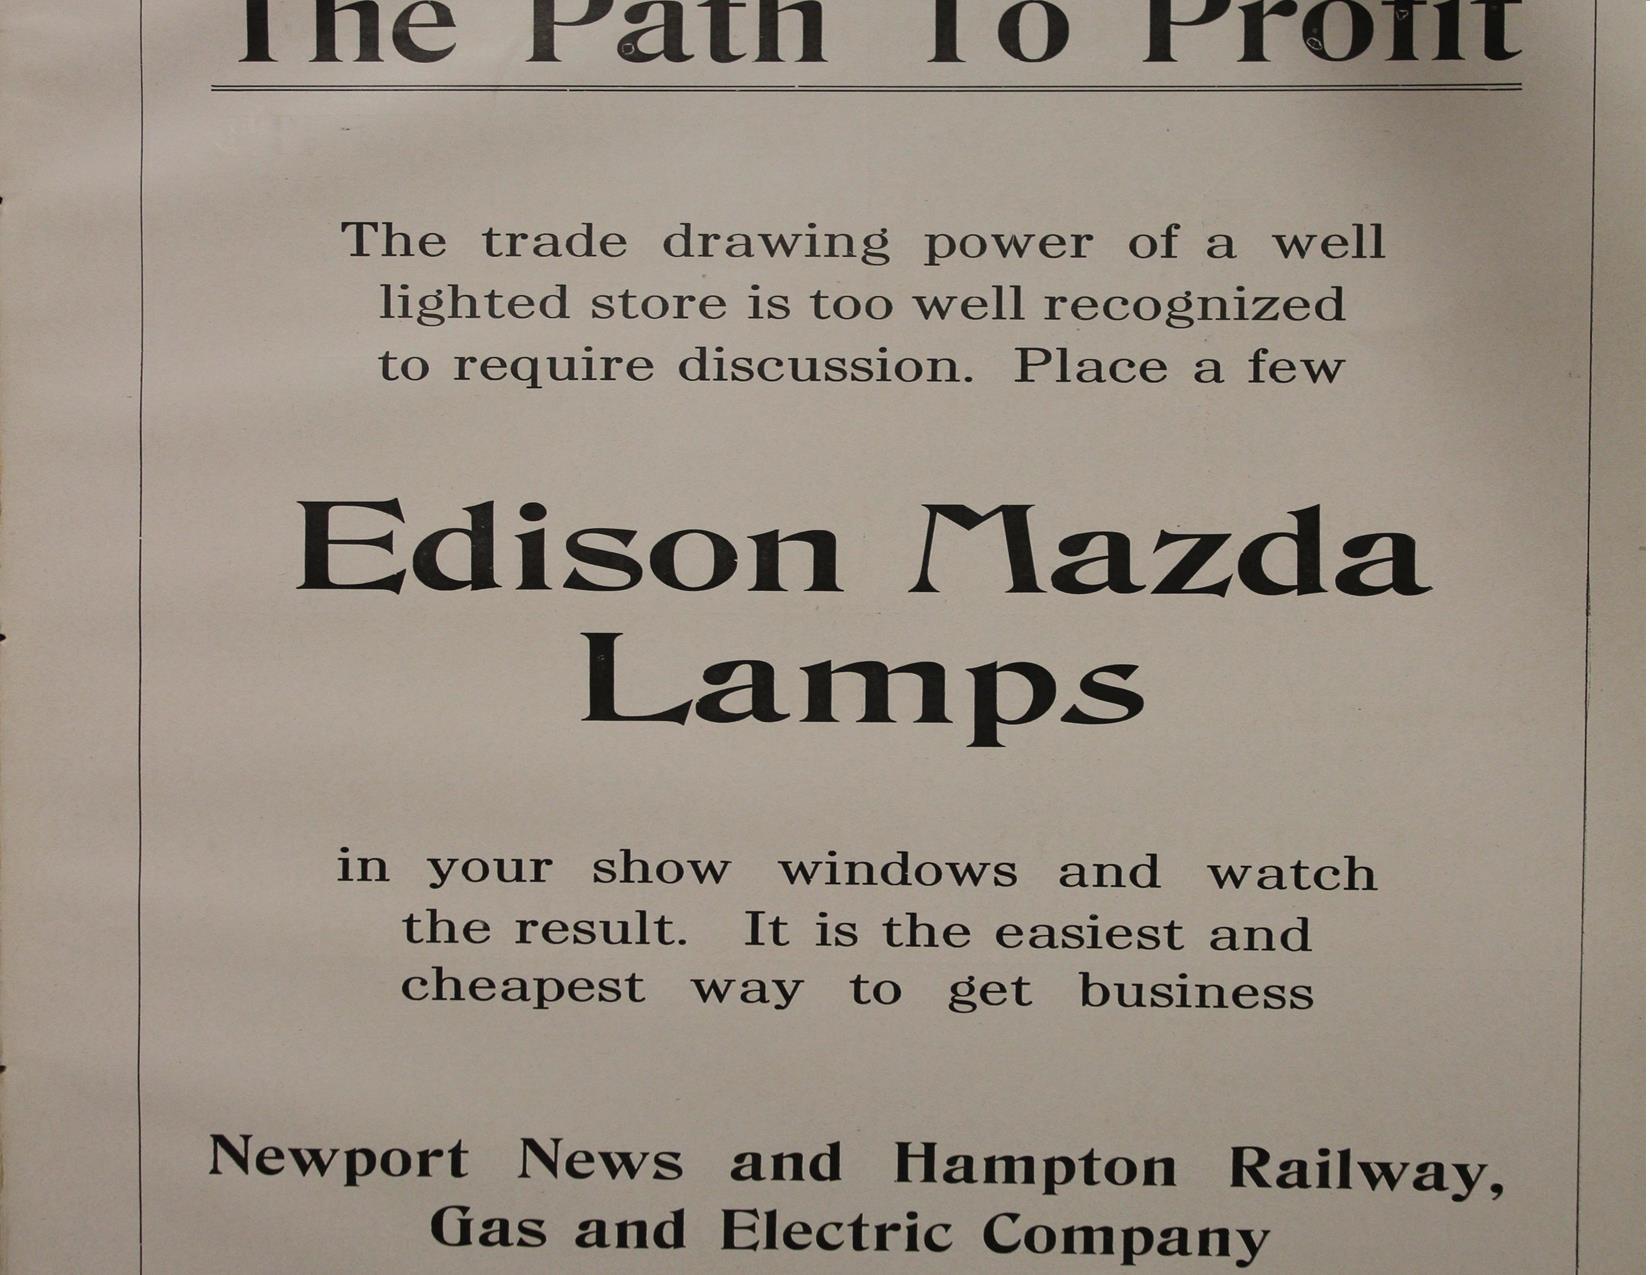 The Path To Profit
The trade drawing power of a well
lighted store is too well recognized
to require discussion. Place a few
Edison Mazda
Lamps
in your show windows and watch
the result. It is the easiest and
cheapest way to get business
Newport News and Hampton Railway,
Gas and Electric Company